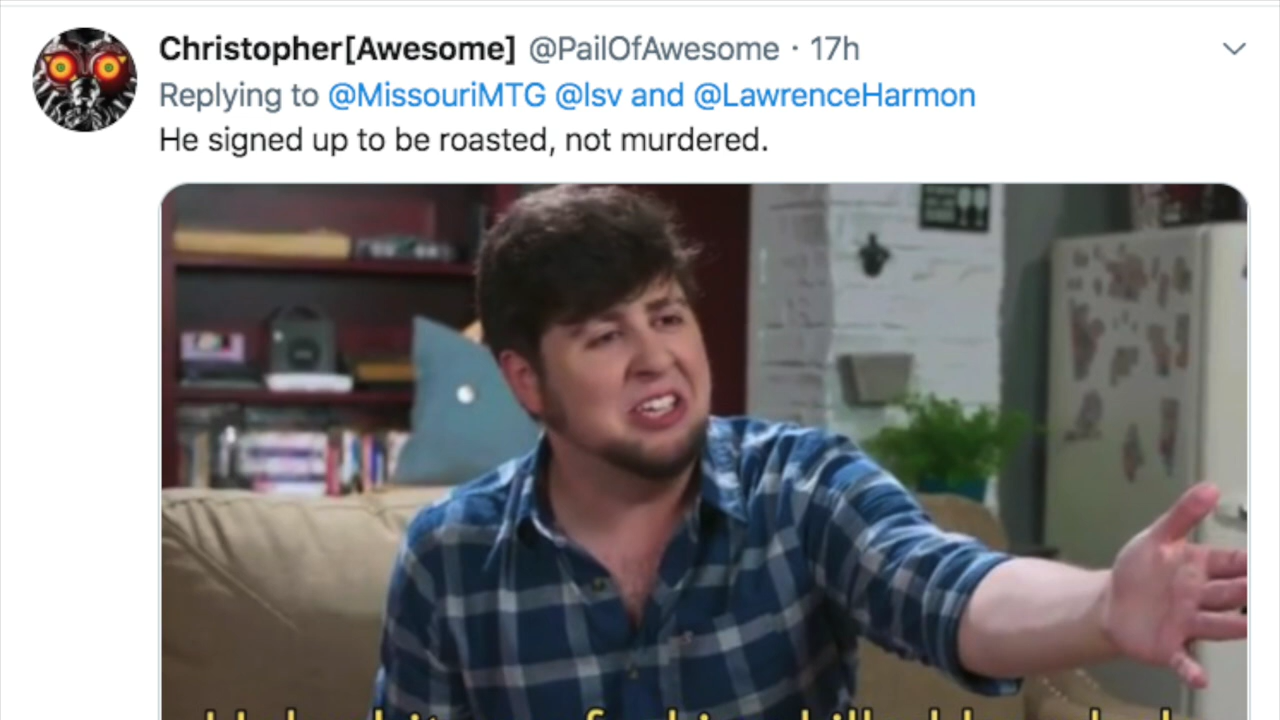 Christopher[Awesome] @PailOfAwesome · 17h
Replying to @MissouriMTG @lsv and @LawrenceHarmon
He signed up to be roasted, not murdered.